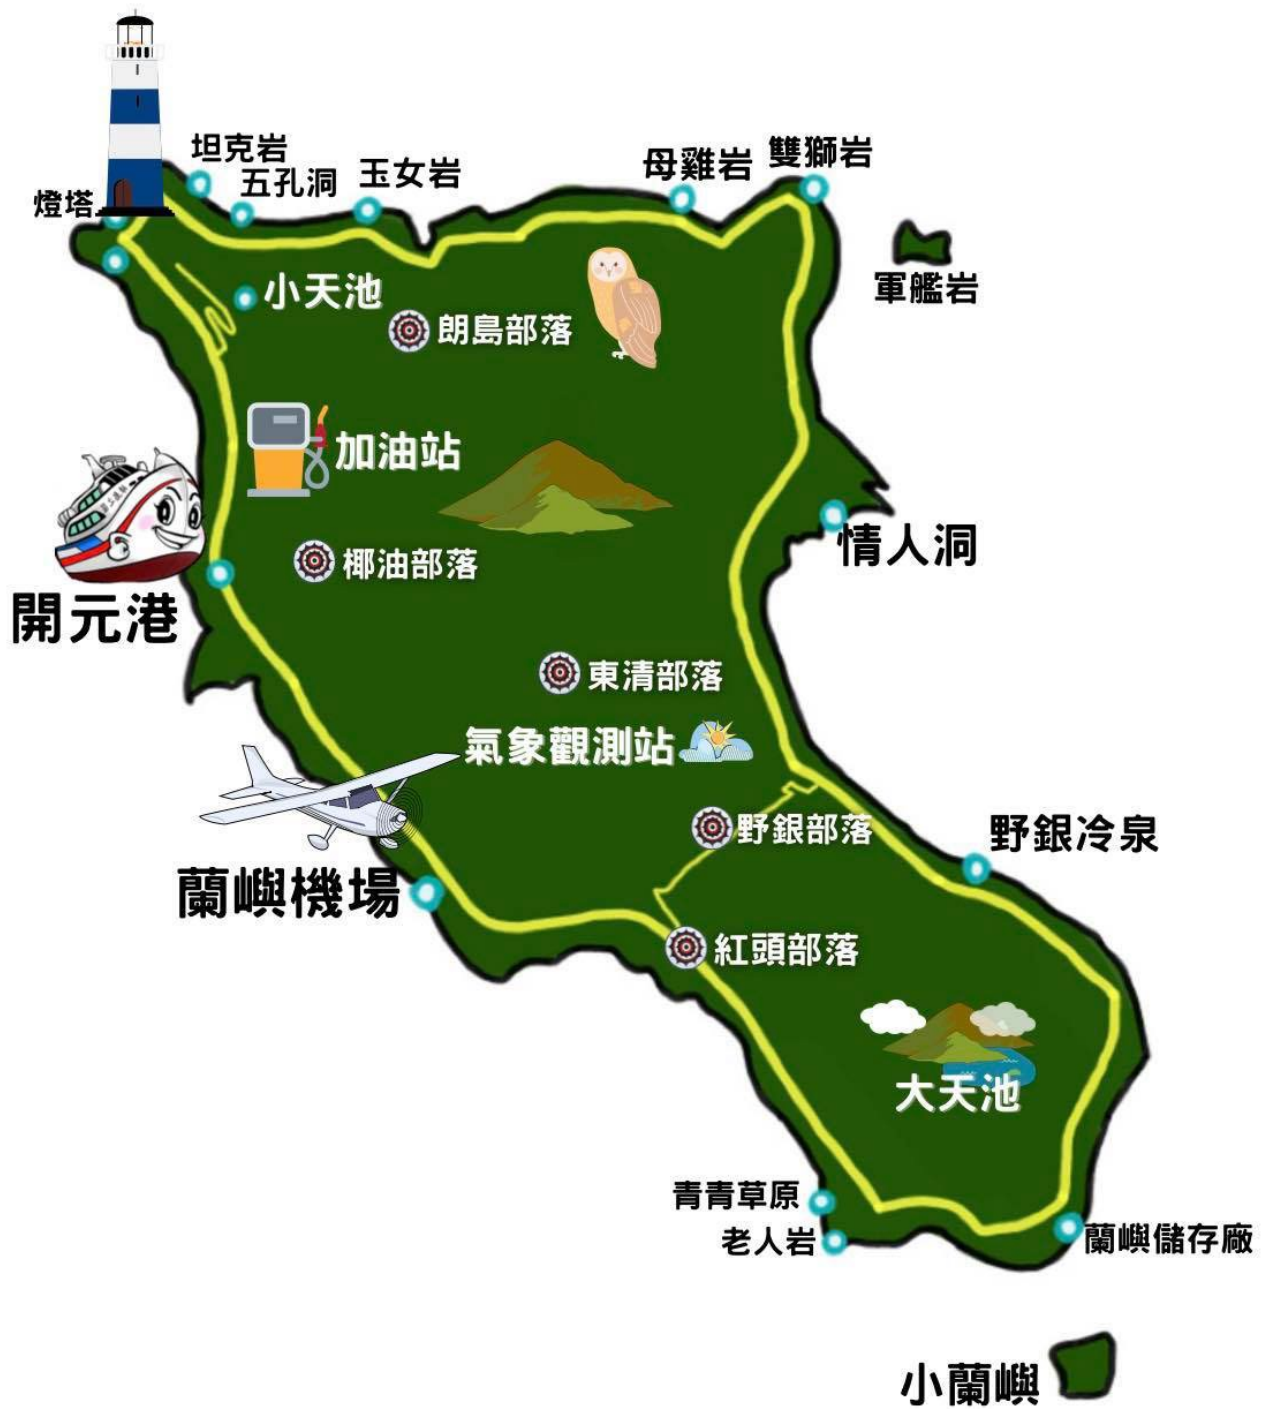 坦克岩
五孔洞
玉女岩
母雞岩
雙獅岩
燈塔
軍艦岩
小天池
朗島部落
加油站
情人洞
椰油部落
開元港
東清部落
氣象觀測站
野銀部落
野銀冷泉
蘭嶼機場
紅頭部落
大天池
青青草原
老人岩
蘭嶼儲存廠
小蘭嶼